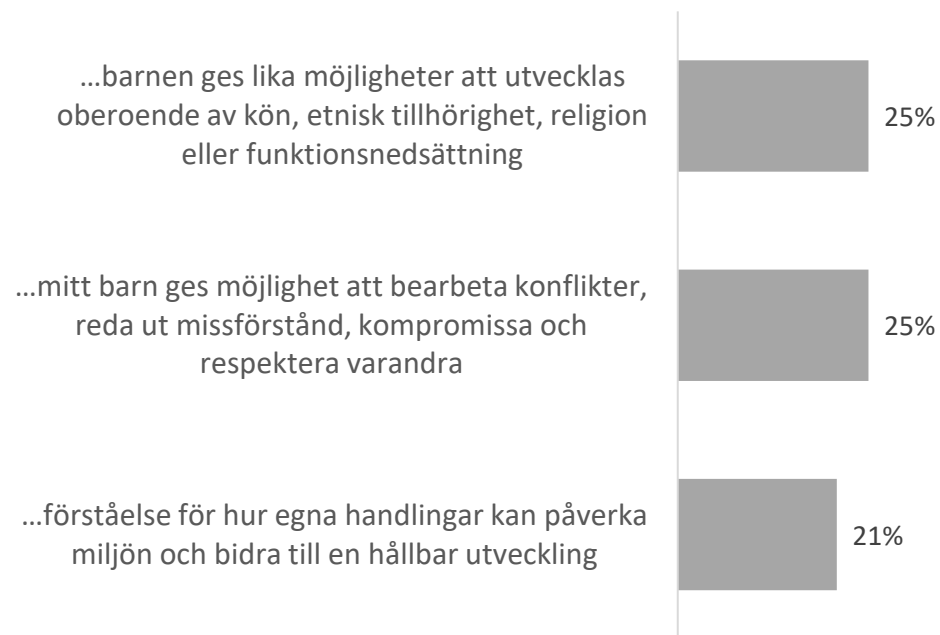 ...barnen ges lika möjligheter att utvecklas
oberoende av kön, etnisk tillhörighet, religion
eller funktionsnedsättning
25%
...mitt barn ges möjlighet att bearbeta konflikter,
reda ut missförstånd, kompromissa och
respektera varandra
25%
...förståelse för hur egna handlingar kan påverka
miljön och bidra till en hållbar utveckling
21%